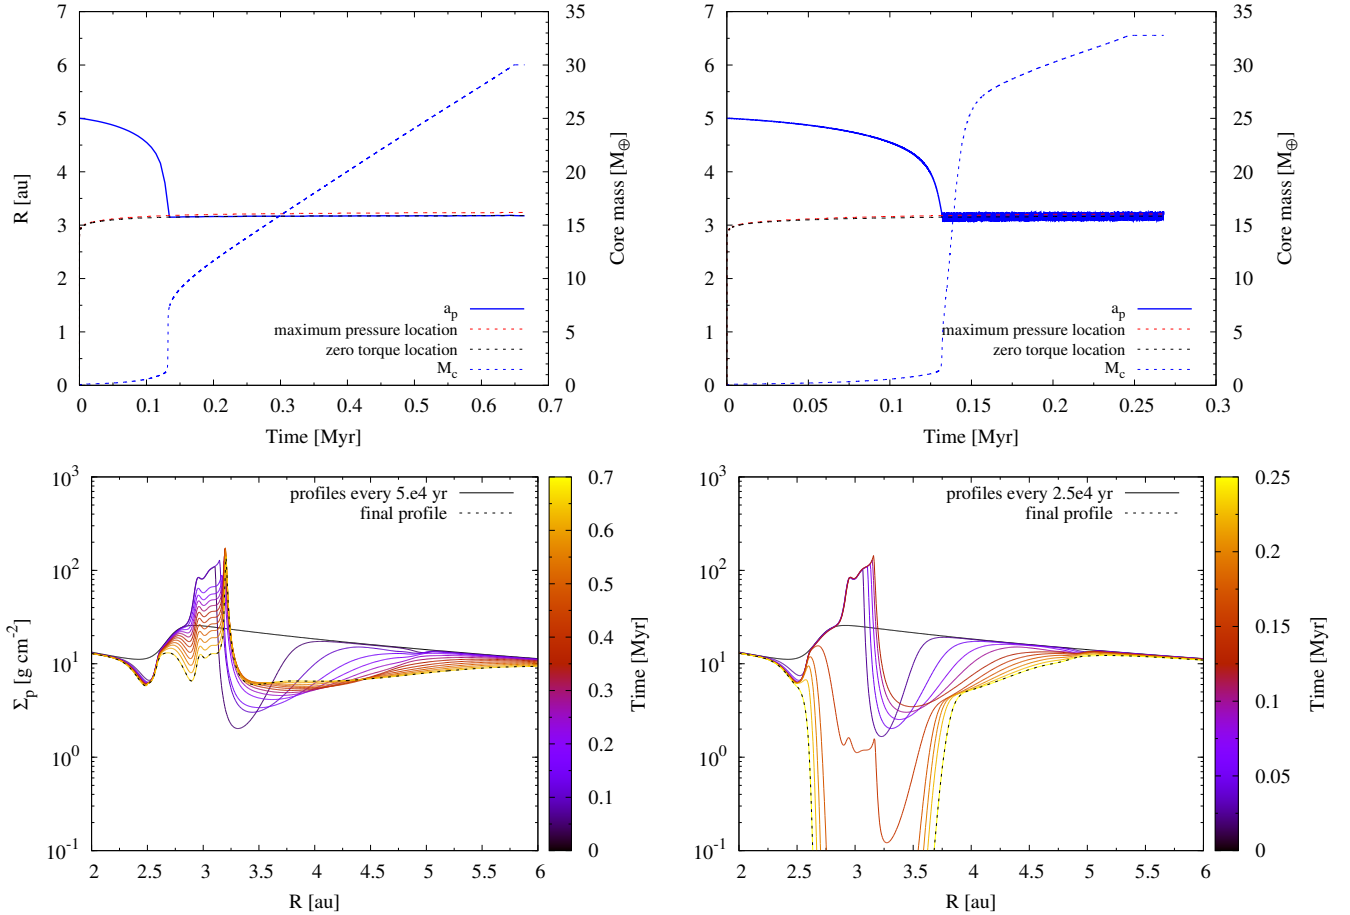 7
6
5
4
3
2
1
0
R [au]
35
30
25
20
15
10
5
0
Core mass [M⊕]
a_p
maximum pressure location
zero torque location
M_c
0 0.1 0.2 0.3 0.4 0.5 0.6 0.7
Time [Myr]
7
6
5
4
3
2
1
0
35
30
25
20
15
10
5
0
Core mass [M⊕]
a_p
maximum pressure location
zero torque location
M_c
0 0.05 0.1 0.15 0.2 0.25 0.3
Time [Myr]
10^3
10^2
10^1
10^0
10^-1
Σ_p [g cm^-2]
profiles every 5.e4 yr
final profile
2 2.5 3 3.5 4 4.5 5 5.5 6
R [au]
0.7
0.6
0.5
0.4
0.3
0.2
0.1
0
Time [Myr]
10^3
10^2
10^1
10^0
10^-1
profiles every 2.5e4 yr
final profile
2 2.5 3 3.5 4 4.5 5 5.5 6
R [au]
0.25
0.2
0.15
0.1
0.05
0
Time [Myr]